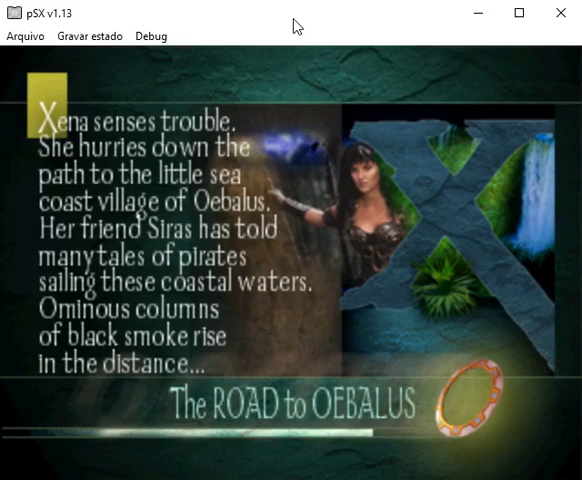 pSX v1.13
Arquivo Gravar estado Debug
Xena senses trouble.
She hurries down the
path to the little sea
coast village of Oebalus.
Her friend Siras has told
many tales of pirates
sailing these coastal waters.
Ominous columns
of black smoke rise
in the distance...
The ROAD to OEBALUS